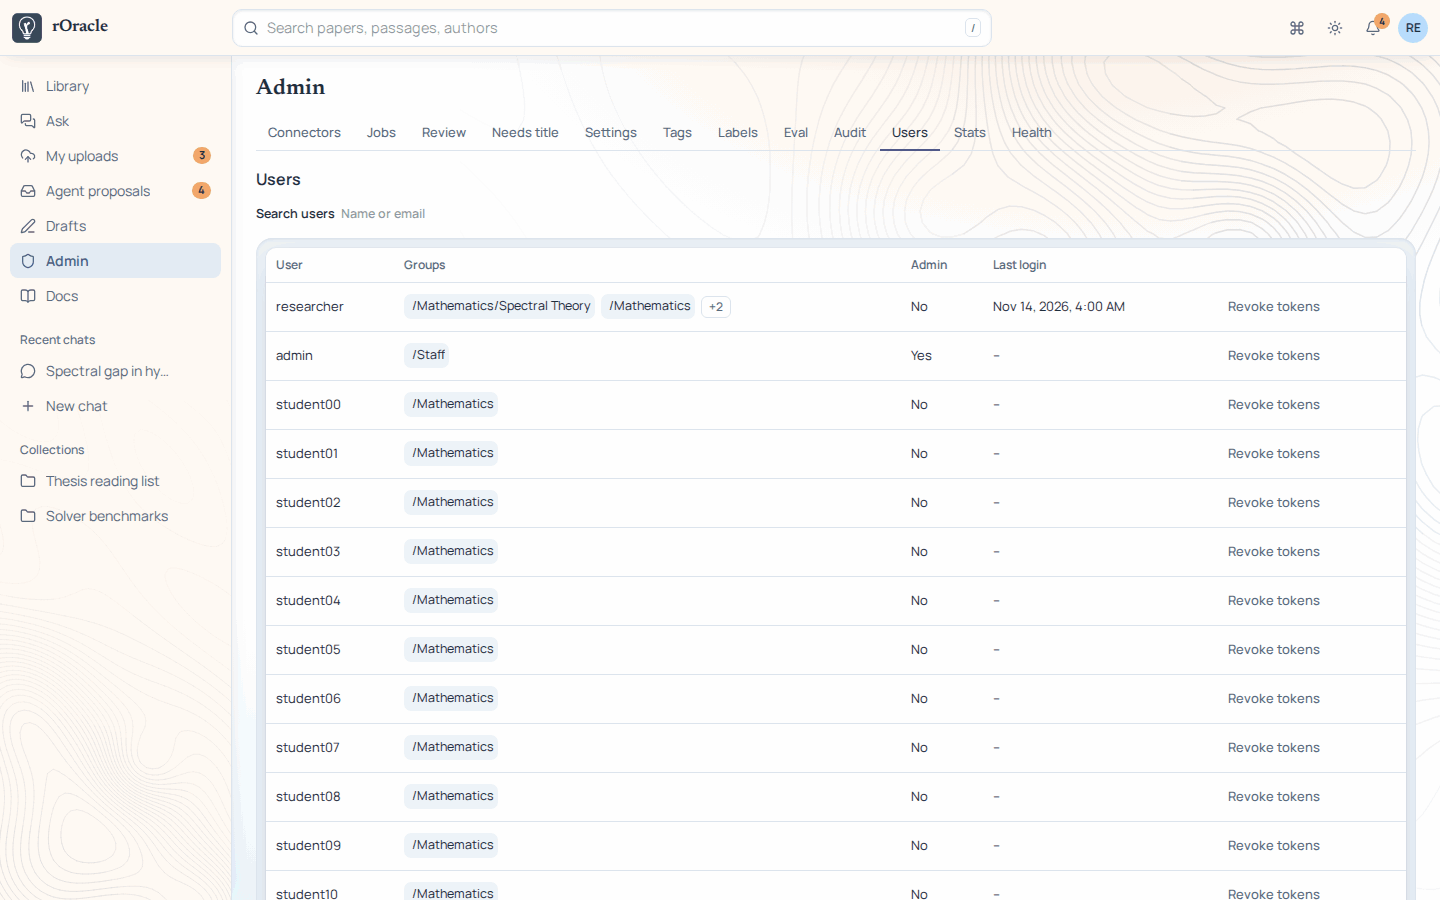 rOracle
Search papers, passages, authors
/
4
RE
Library
Ask
My uploads 3
Agent proposals 4
Drafts
Admin
Docs
Recent chats
Spectral gap in hy...
New chat
Collections
Thesis reading list
Solver benchmarks
Admin
Connectors Jobs Review Needs title Settings Tags Labels Eval Audit Users Stats Health
Users
Search users Name or email
User Groups Admin Last login
researcher /Mathematics/Spectral Theory /Mathematics +2 No Nov 14, 2026, 4:00 AM Revoke tokens
admin /Staff Yes – Revoke tokens
student00 /Mathematics No – Revoke tokens
student01 /Mathematics No – Revoke tokens
student02 /Mathematics No – Revoke tokens
student03 /Mathematics No – Revoke tokens
student04 /Mathematics No – Revoke tokens
student05 /Mathematics No – Revoke tokens
student06 /Mathematics No – Revoke tokens
student07 /Mathematics No – Revoke tokens
student08 /Mathematics No – Revoke tokens
student09 /Mathematics No – Revoke tokens
student10 /Mathematics No – Revoke tokens